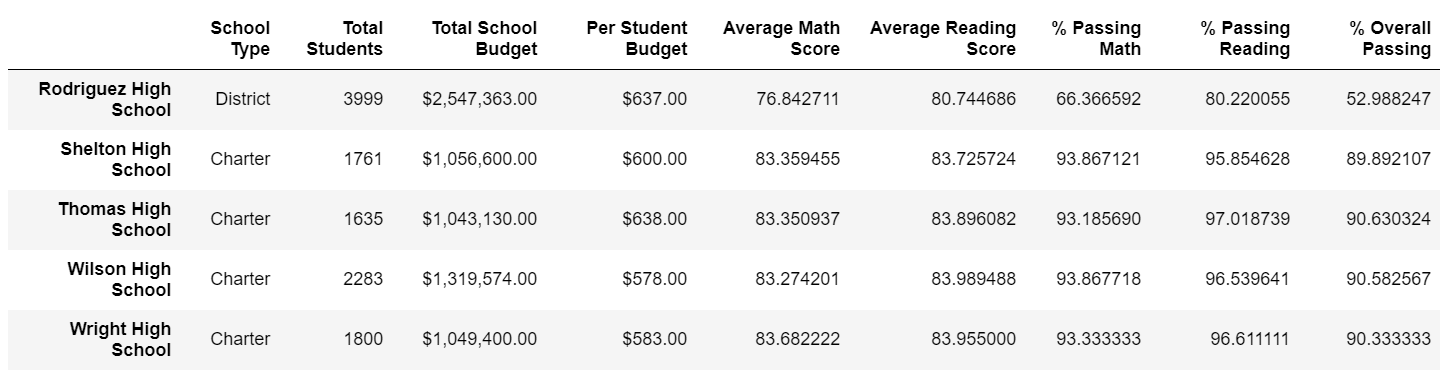 School Type Total Students Total School Budget Per Student Budget Average Math Score Average Reading Score % Passing Math % Passing Reading % Overall Passing
Rodriguez High School District 3999 $2,547,363.00 $637.00 76.842711 80.744686 66.366592 80.220055 52.988247
Shelton High School Charter 1761 $1,056,600.00 $600.00 83.359455 83.725724 93.867121 95.854628 89.892107
Thomas High School Charter 1635 $1,043,130.00 $638.00 83.350937 83.896082 93.185690 97.018739 90.630324
Wilson High School Charter 2283 $1,319,574.00 $578.00 83.274201 83.989488 93.867718 96.539641 90.582567
Wright High School Charter 1800 $1,049,400.00 $583.00 83.682222 83.955000 93.333333 96.611111 90.333333